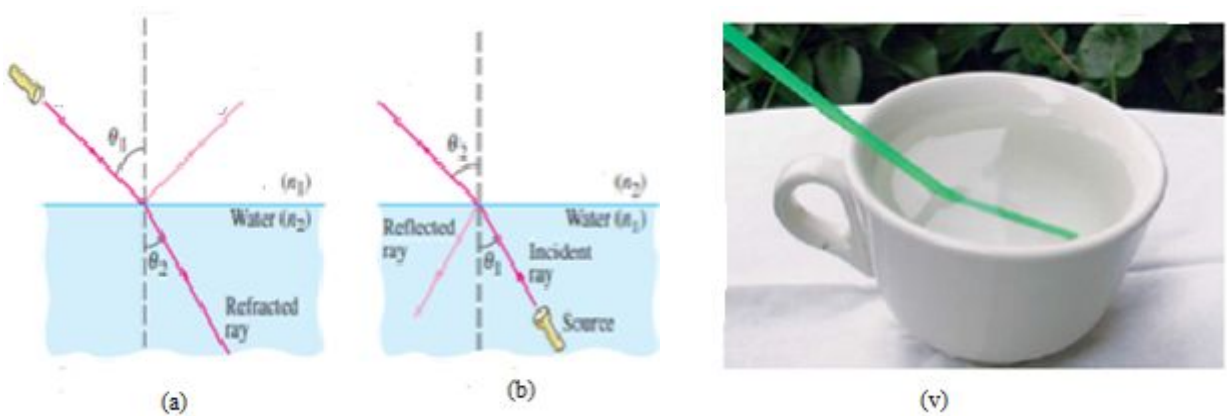 θ₁
(n₁)
Water (n₂)
θ₂
Refracted
ray
(a)
θ₂
(n₂)
Water (n₁)
Reflected
ray
θ₁
Incident
ray
Source
(b)
(v)